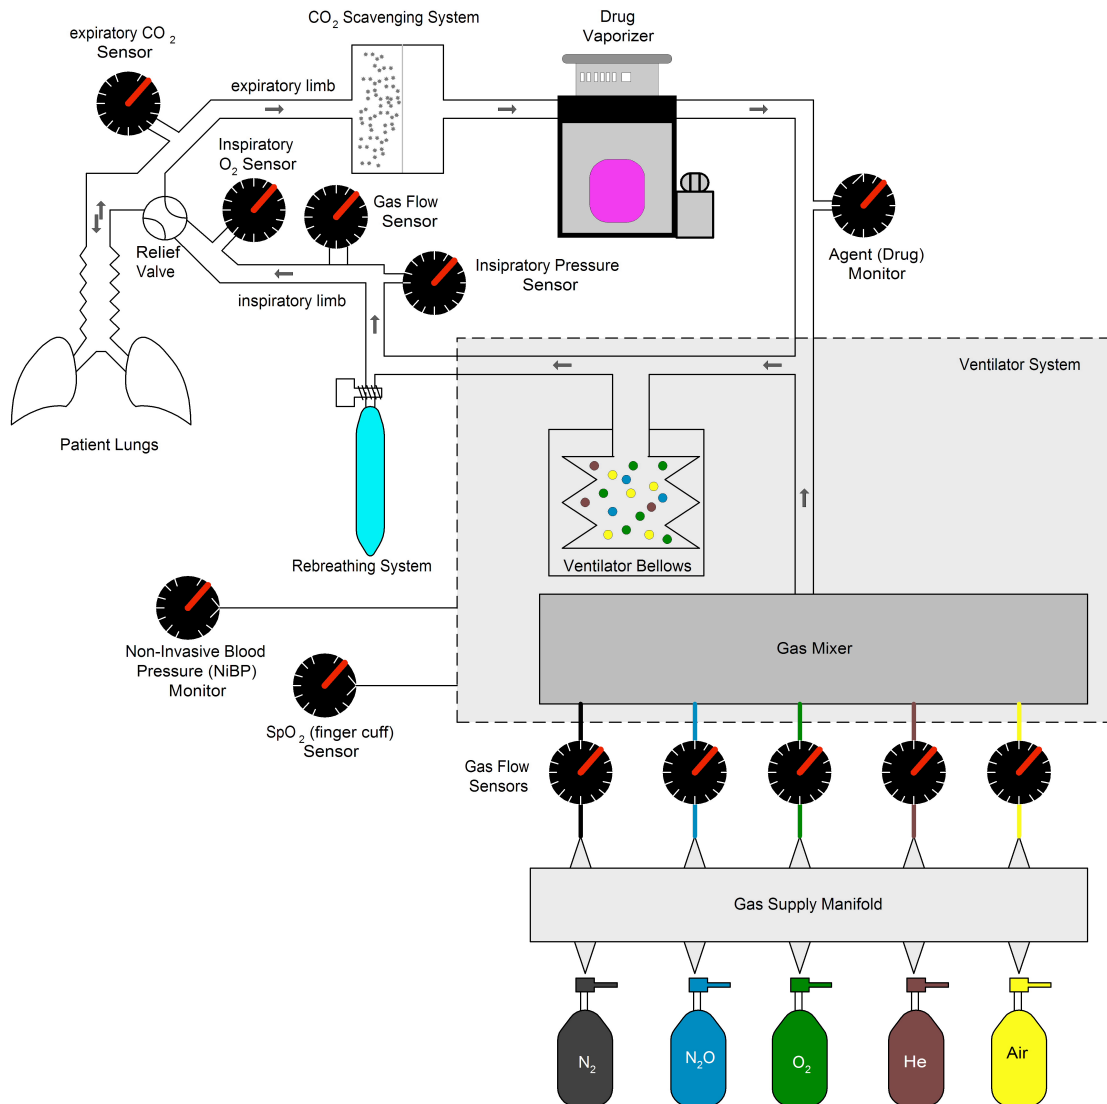 CO2 Scavenging System
Drug
Vaporizer
expiratory CO2
Sensor
expiratory limb
Inspiratory
O2 Sensor
Gas Flow
Sensor
Relief
Valve
Insipratory Pressure
Sensor
Agent (Drug)
Monitor
inspiratory limb
Ventilator System
Patient Lungs
Rebreathing System
Ventilator Bellows
Non-Invasive Blood
Pressure (NiBP)
Monitor
Gas Mixer
SpO2 (finger cuff)
Sensor
Gas Flow
Sensors
Gas Supply Manifold
N2
N2O
O2
He
Air